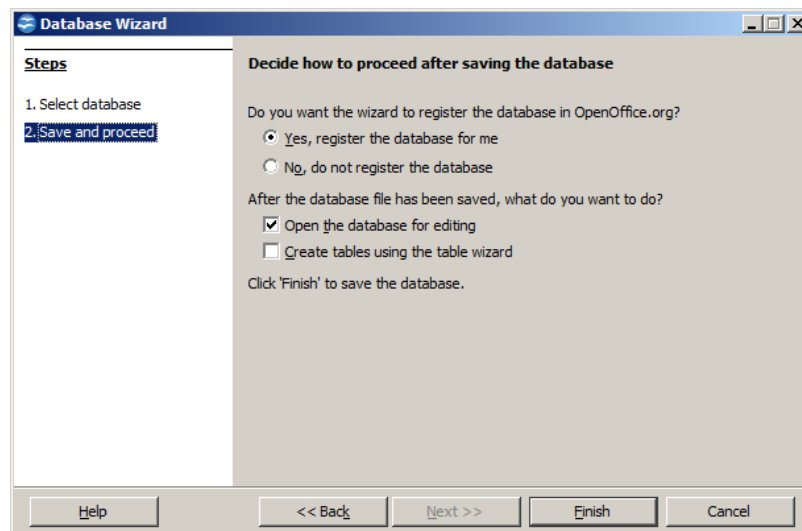 Database Wizard
Steps
1. Select database
2. Save and proceed
Decide how to proceed after saving the database
Do you want the wizard to register the database in OpenOffice.org?
Yes, register the database for me
No, do not register the database
After the database file has been saved, what do you want to do?
Open the database for editing
Create tables using the table wizard
Click 'Finish' to save the database.
Help
<< Back
Next >>
Finish
Cancel